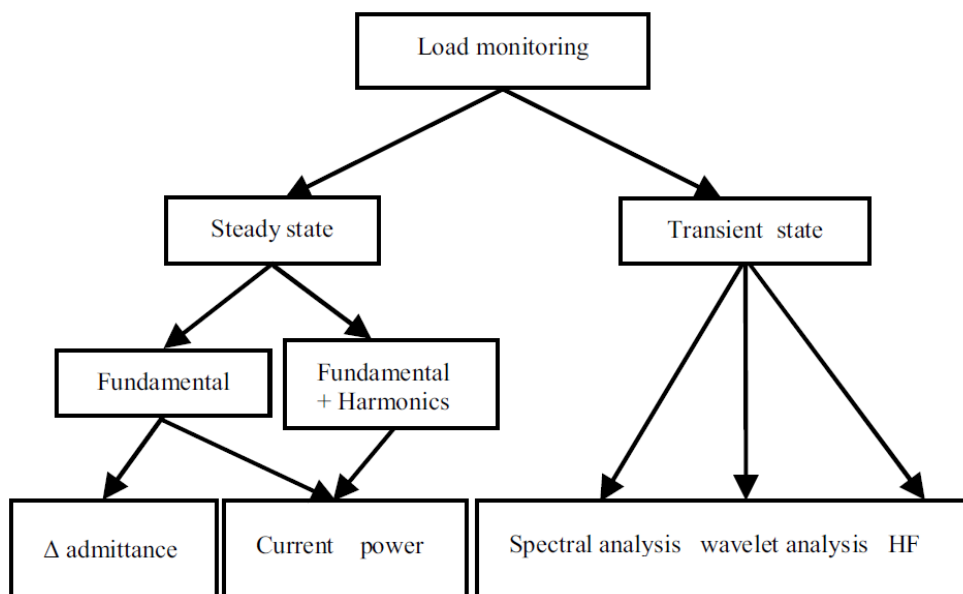 Load monitoring
Steady state
Transient state
Fundamental
Fundamental
+ Harmonics
Δ admittance
Current power
Spectral analysis wavelet analysis HF